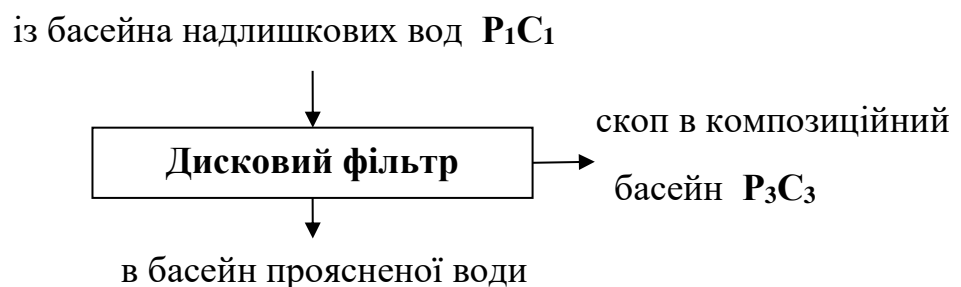 із басейна надлишкових вод P₁C₁
скоп в композиційний
Дисковий фільтр
басейн P₃C₃
в басейн проясненої води